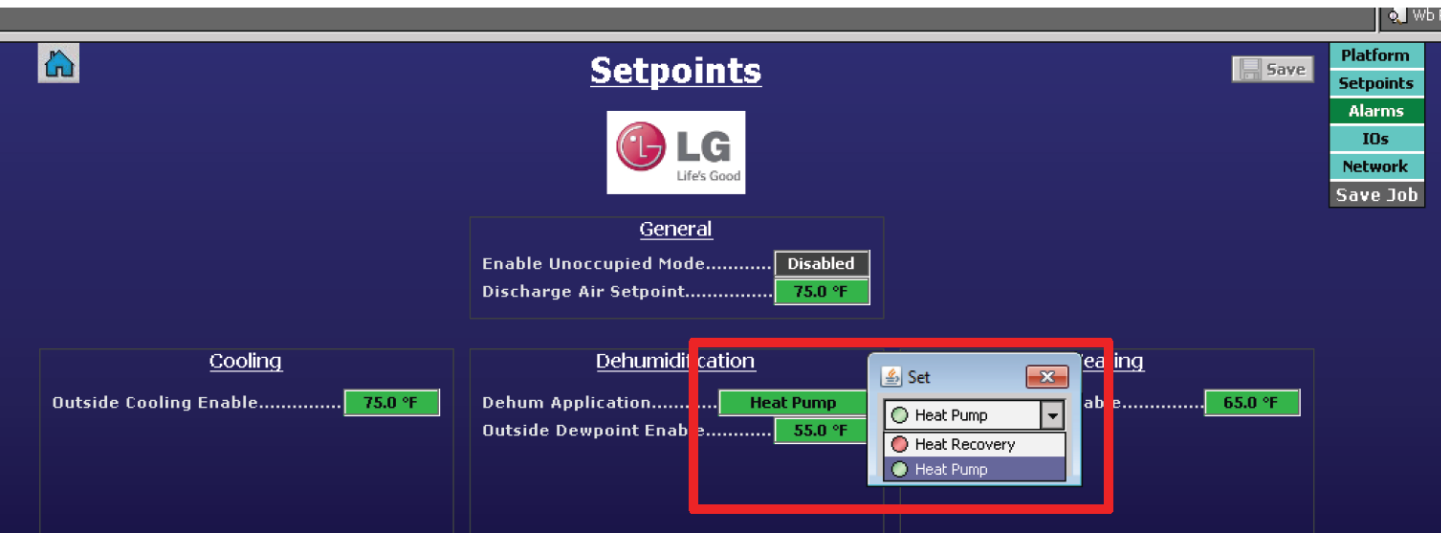 Wb
Setpoints
Save
Platform
Setpoints
Alarms
IOs
Network
Save Job
LG
Life's Good
General
Enable Unoccupied Mode............ Disabled
Discharge Air Setpoint................ 75.0 °F
Cooling
Outside Cooling Enable.............. 75.0 °F
Dehumidification
Dehum Application............ Heat Pump
Outside Dewpoint Enable............ 55.0 °F
Set
Heat Pump
Heat Recovery
Heat Pump
eating
able.............. 65.0 °F